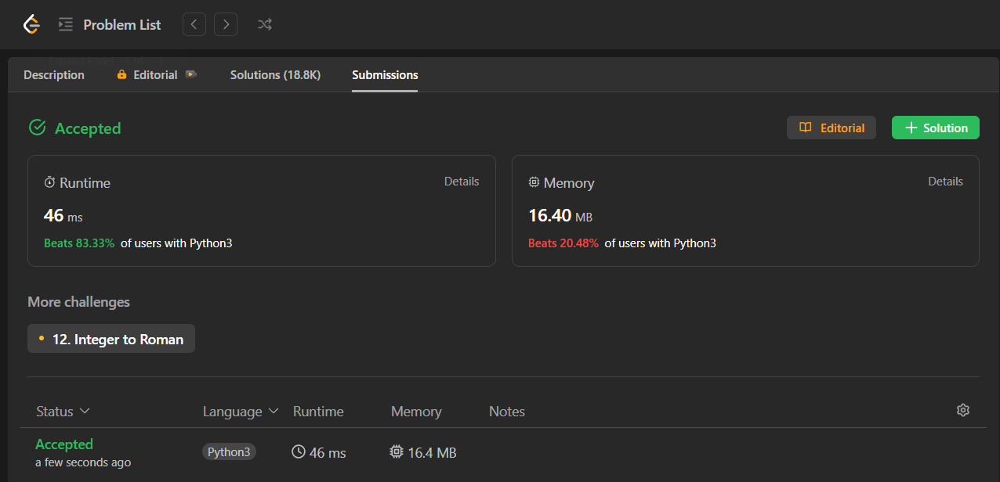 Problem List
Description Editorial Solutions (18.8K) Submissions
Accepted Editorial Solution
Runtime Details
46 ms
Beats 83.33% of users with Python3
Memory Details
16.40 MB
Beats 20.48% of users with Python3
More challenges
12. Integer to Roman
Status Language Runtime Memory Notes
Accepted Python3 46 ms 16.4 MB
a few seconds ago